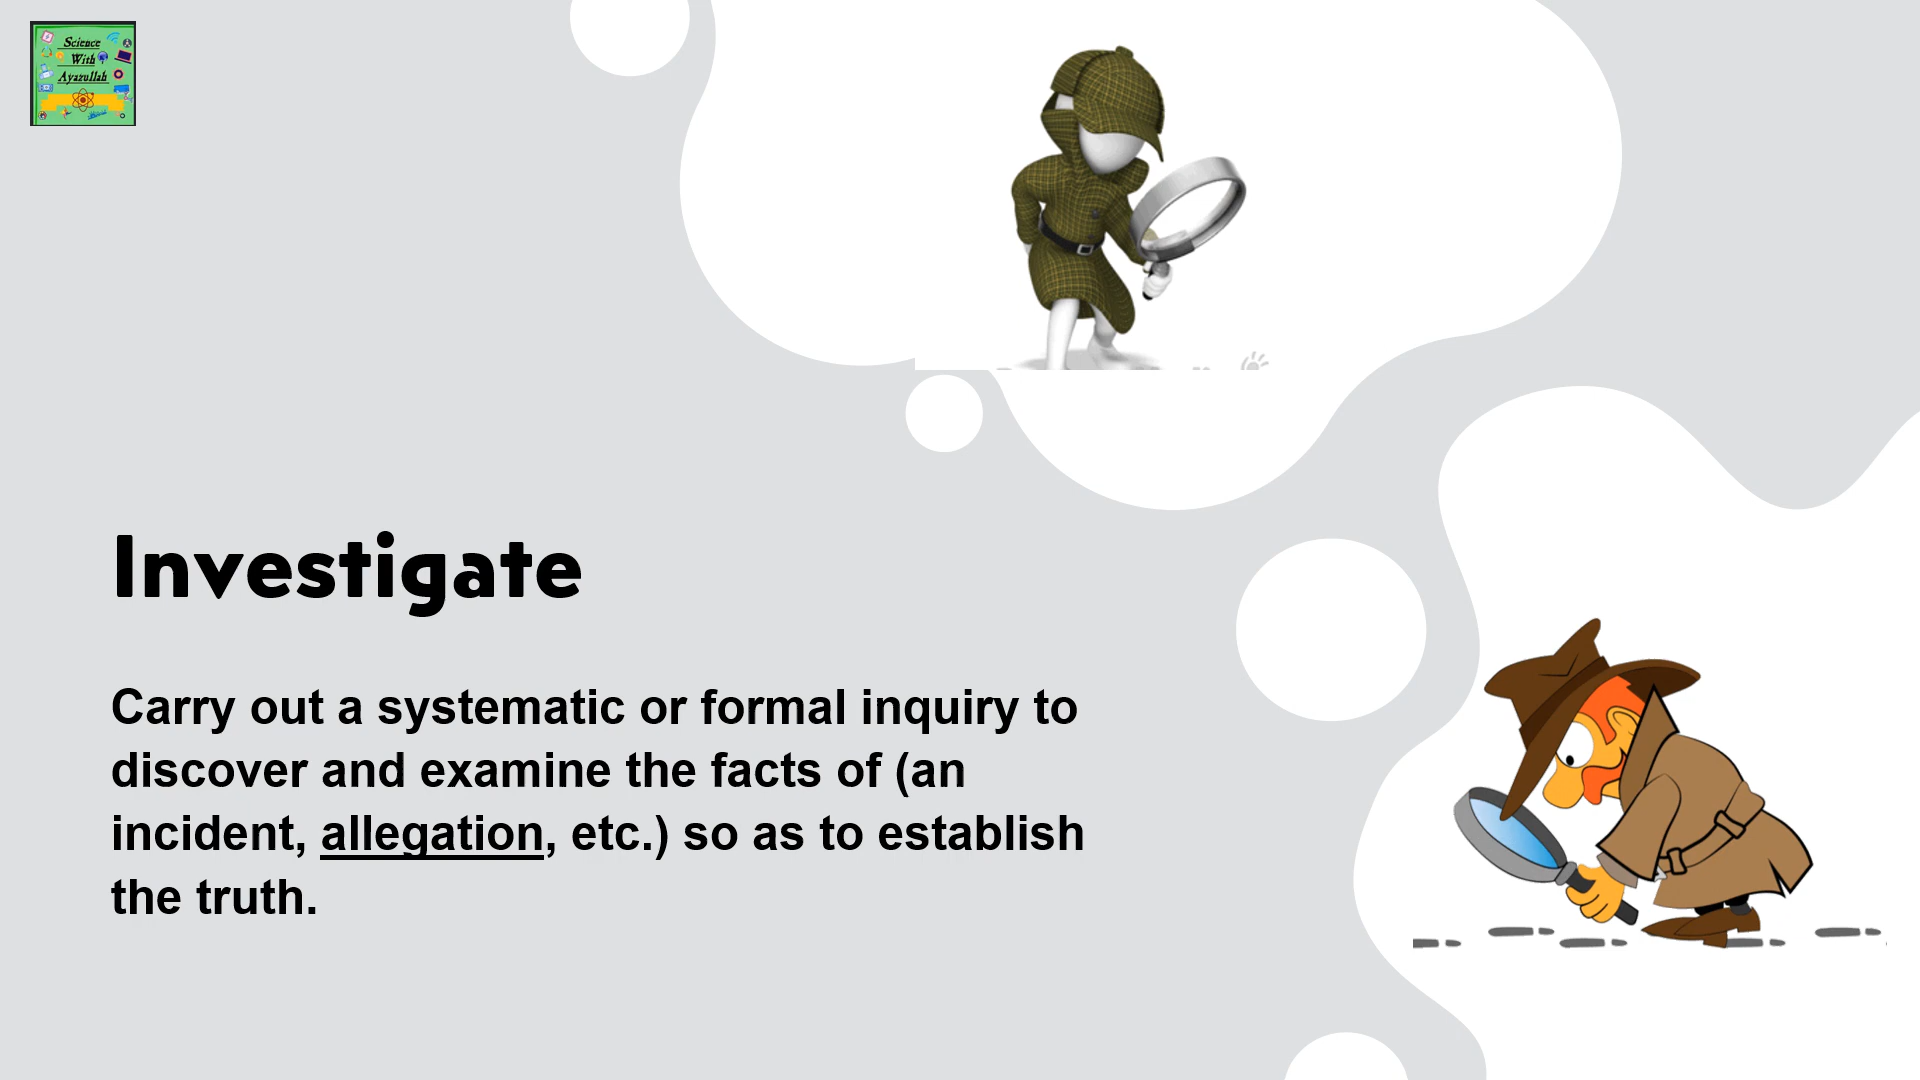 Science
With
Ayazullah
Investigate
Carry out a systematic or formal inquiry to
discover and examine the facts of (an
incident, allegation, etc.) so as to establish
the truth.